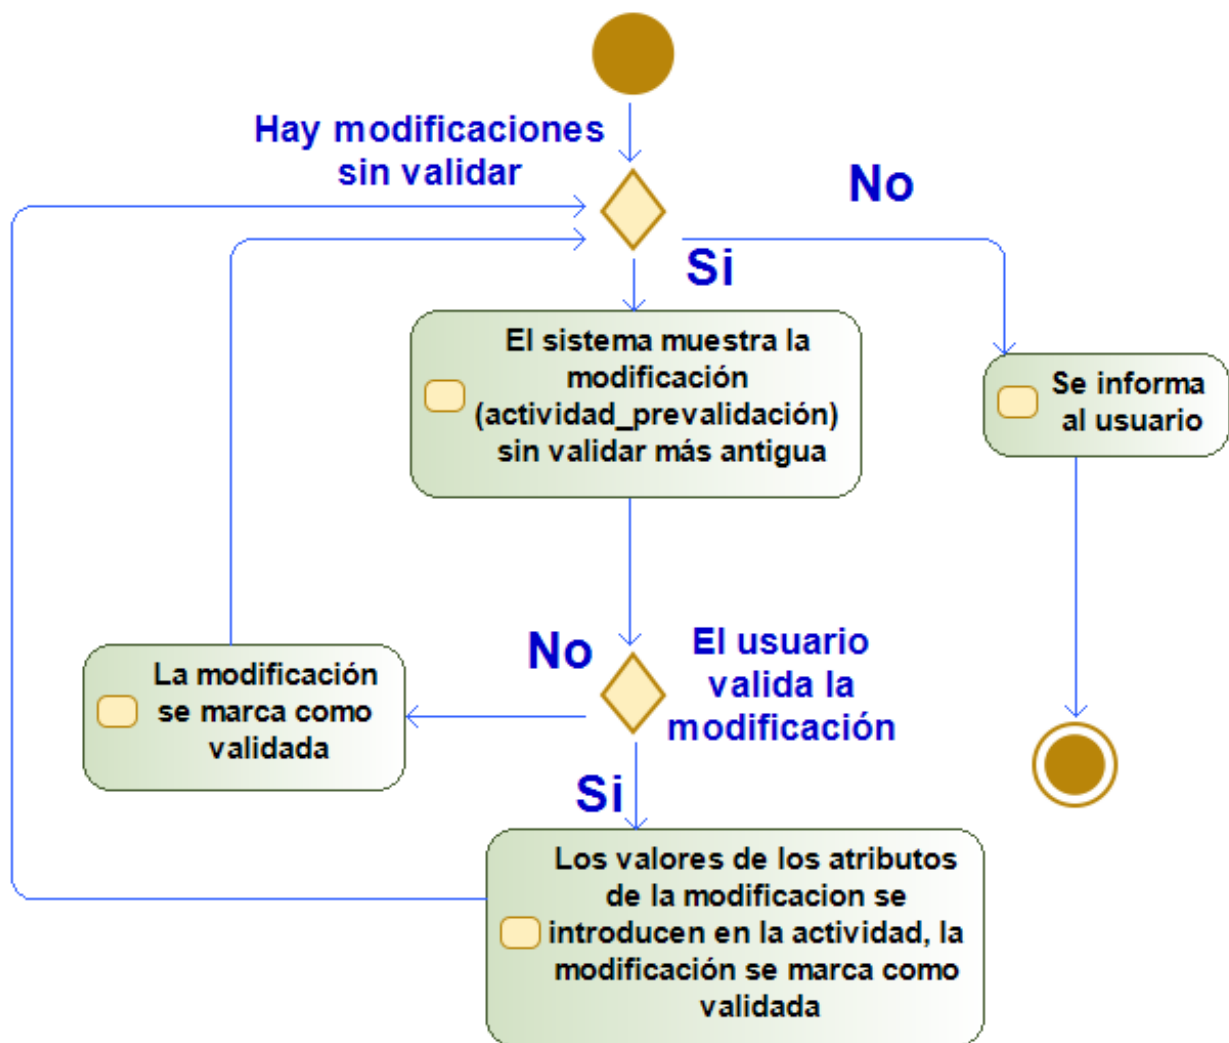 Hay modificaciones
sin validar
No
Si
El sistema muestra la
modificación
(actividad_prevalidación)
sin validar más antigua
Se informa
al usuario
No
El usuario
valida la
modificación
La modificación
se marca como
validada
Si
Los valores de los atributos
de la modificacion se
introducen en la actividad, la
modificación se marca como
validada